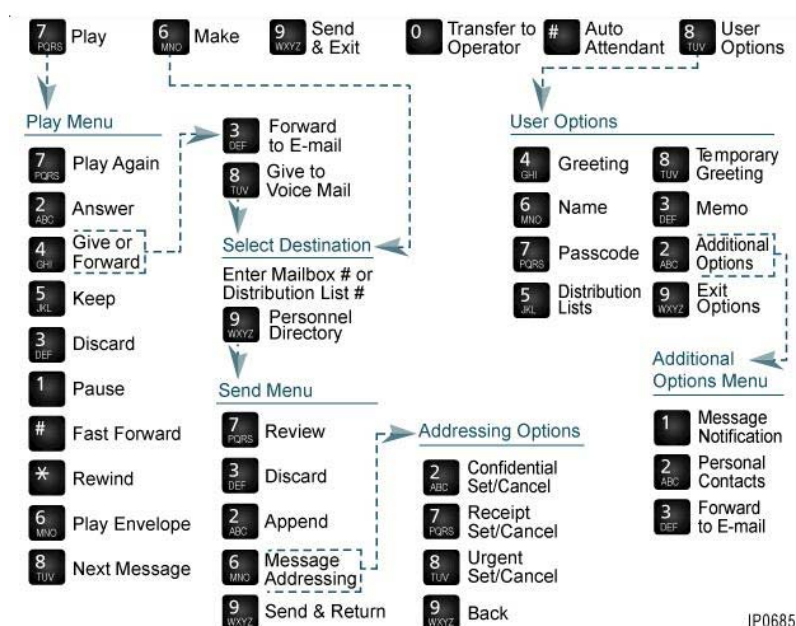 7 PQRS Play
6 MNO Make
9 WXYZ Send & Exit
0 Transfer to Operator
# Auto Attendant
8 TUV User Options
Play Menu
7 PQRS Play Again
2 ABC Answer
4 GHI Give or Forward
5 JKL Keep
3 DEF Discard
1 Pause
# Fast Forward
* Rewind
6 MNO Play Envelope
8 TUV Next Message
3 DEF Forward to E-mail
8 TUV Give to Voice Mail
Select Destination
Enter Mailbox # or
Distribution List #
9 WXYZ Personnel Directory
Send Menu
7 PQRS Review
3 DEF Discard
2 ABC Append
6 MNO Message Addressing
9 WXYZ Send & Return
Addressing Options
2 ABC Confidential Set/Cancel
7 PQRS Receipt Set/Cancel
8 TUV Urgent Set/Cancel
9 WXYZ Back
User Options
4 GHI Greeting
8 TUV Temporary Greeting
6 MNO Name
3 DEF Memo
7 PQRS Passcode
2 ABC Additional Options
5 JKL Distribution Lists
9 WXYZ Exit Options
Additional
Options Menu
1 Message Notification
2 ABC Personal Contacts
3 DEF Forward to E-mail
IP0685